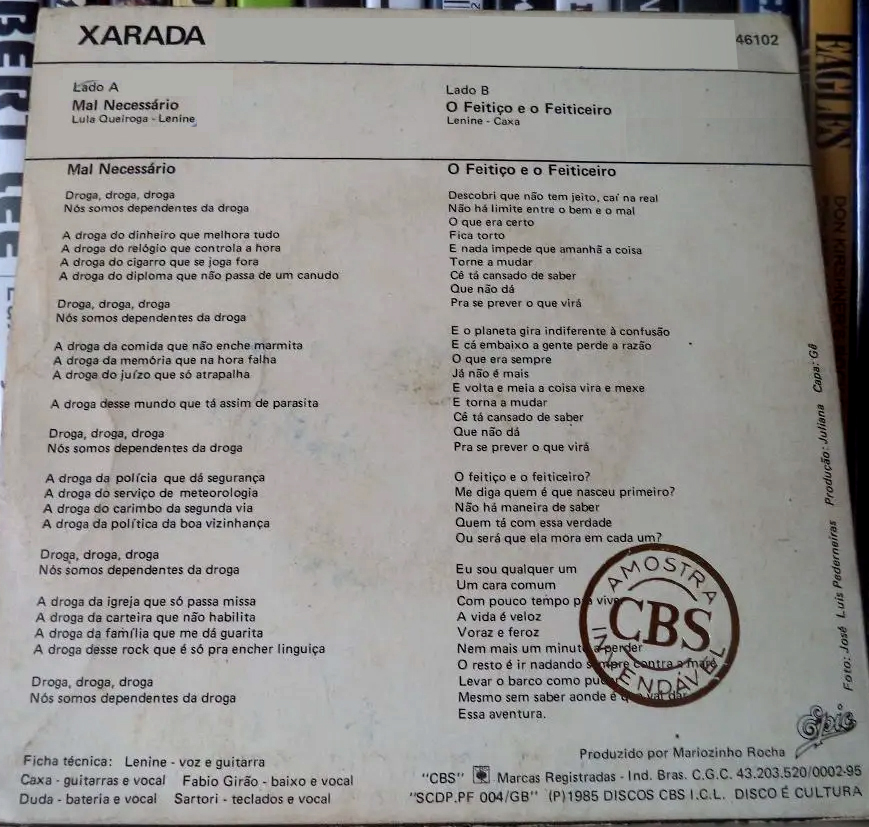 XARADA
46102
Lado A
Mal Necessário
Lula Queiroga - Lenine
Lado B
O Feitiço e o Feiticeiro
Lenine - Caxa
Mal Necessário
Droga, droga, droga
Nós somos dependentes da droga
A droga do dinheiro que melhora tudo
A droga do relógio que controla a hora
A droga do cigarro que se joga fora
A droga do diploma que não passa de um canudo
Droga, droga, droga
Nós somos dependentes da droga
A droga da comida que não enche marmita
A droga da memória que na hora falha
A droga do juízo que só atrapalha
A droga desse mundo que tá assim de parasita
Droga, droga, droga
Nós somos dependentes da droga
A droga da polícia que dá segurança
A droga do serviço de meteorologia
A droga do carimbo da segunda via
A droga da política da boa vizinhança
Droga, droga, droga
Nós somos dependentes da droga
A droga da igreja que só passa missa
A droga da carteira que não habilita
A droga da família que me dá guarita
A droga desse rock que é só pra encher linguiça
Droga, droga, droga
Nós somos dependentes da droga
O Feitiço e o Feiticeiro
Descobri que não tem jeito, caí na real
Não há limite entre o bem e o mal
O que era certo
Fica torto
E nada impede que amanhã a coisa
Torne a mudar
Cê tá cansado de saber
Que não dá
Pra se prever o que virá
E o planeta gira indiferente à confusão
E cá embaixo a gente perde a razão
O que era sempre
Já não é mais
E volta e meia a coisa vira e mexe
E torna a mudar
Cê tá cansado de saber
Que não dá
Pra se prever o que virá
O feitiço e o feiticeiro?
Me diga quem é que nasceu primeiro?
Não há maneira de saber
Quem tá com essa verdade
Ou será que ela mora em cada um?
Eu sou qualquer um
Um cara comum
Com pouco tempo pra
A vida é veloz
Voraz e feroz
Nem mais um minuto a perder
O resto é ir nadando sempre contra a maré
Levar o barco como
Mesmo sem saber aonde é que vai dar
Essa aventura.
AMOSTRA
CBS
INVENDÁVEL
Foto: José Luis Pederneiras Produção: Juliana Capa: Gê
Epic
Ficha técnica: Lenine - voz e guitarra
Caxa - guitarras e vocal Fabio Girão - baixo e vocal
Duda - bateria e vocal Sartori - teclados e vocal
Produzido por Mariozinho Rocha
"CBS" Marcas Registradas - Ind. Bras. C.G.C. 43.203.520/0002-95
"SCDP.PF 004/GB" (P)1985 DISCOS CBS I.C.L. DISCO É CULTURA
EAGLES
DON KIRSHNER
BERT LEE